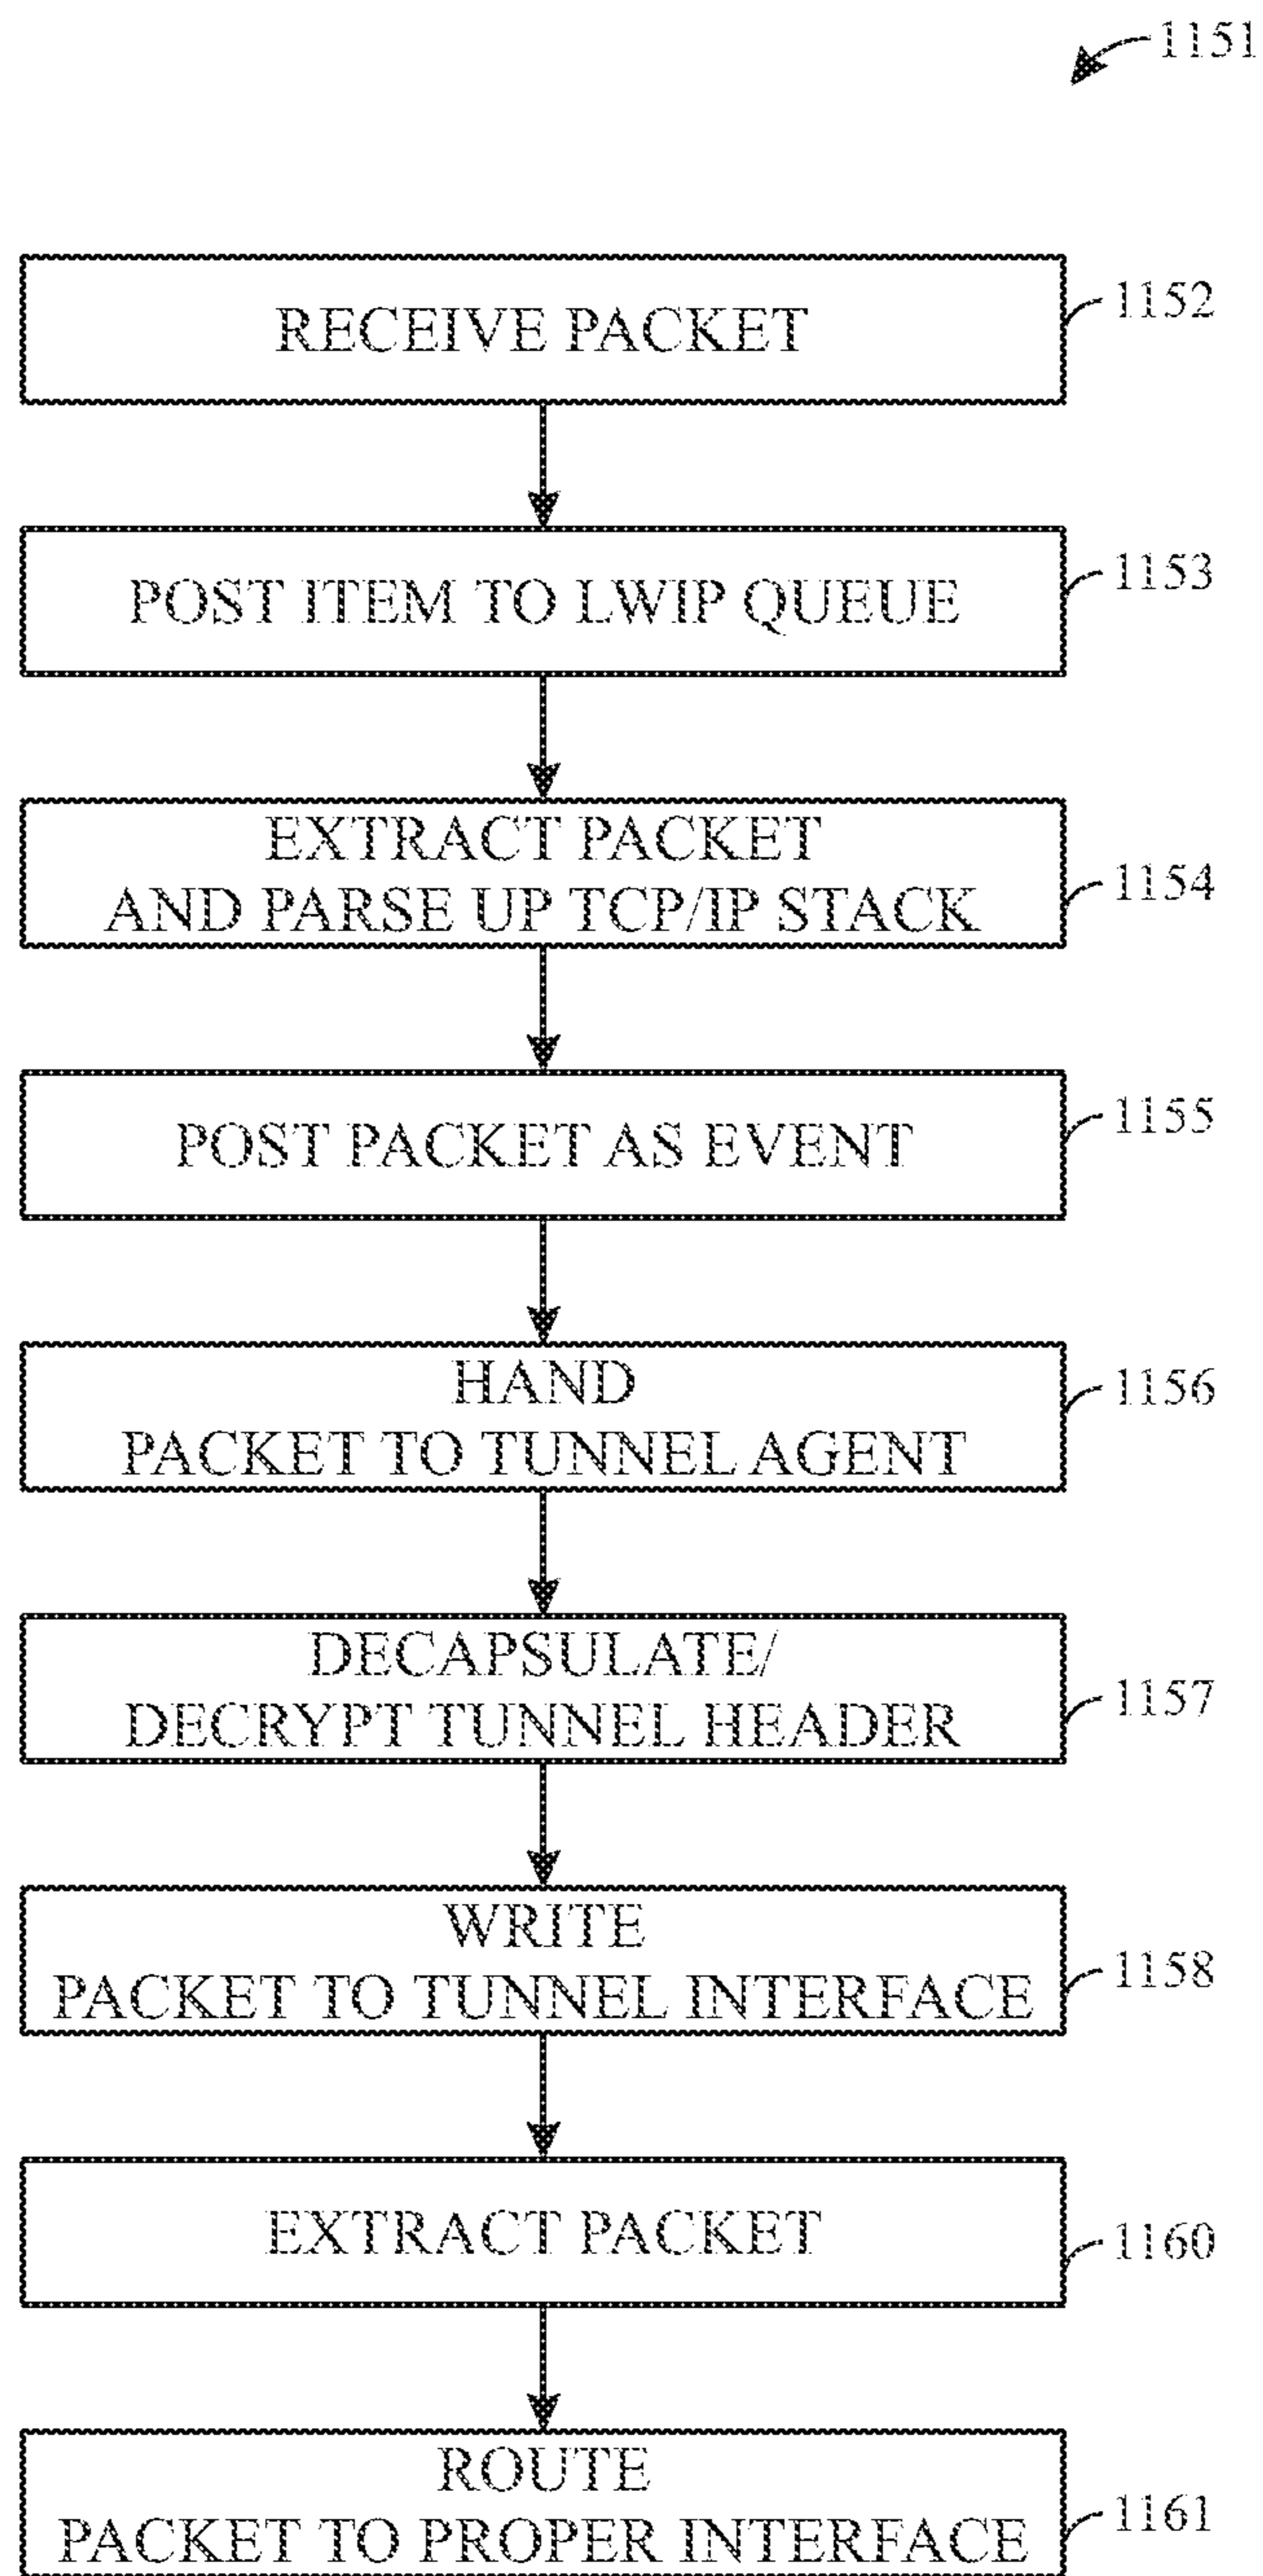 1151
RECEIVE PACKET
1152
POST ITEM TO LWIP QUEUE
1153
EXTRACT PACKET
AND PARSE UP TCP/IP STACK
1154
POST PACKET AS EVENT
1155
HAND
PACKET TO TUNNEL AGENT
1156
DECAPSULATE/
DECRYPT TUNNEL HEADER
1157
WRITE
PACKET TO TUNNEL INTERFACE
1158
EXTRACT PACKET
1160
ROUTE
PACKET TO PROPER INTERFACE
1161